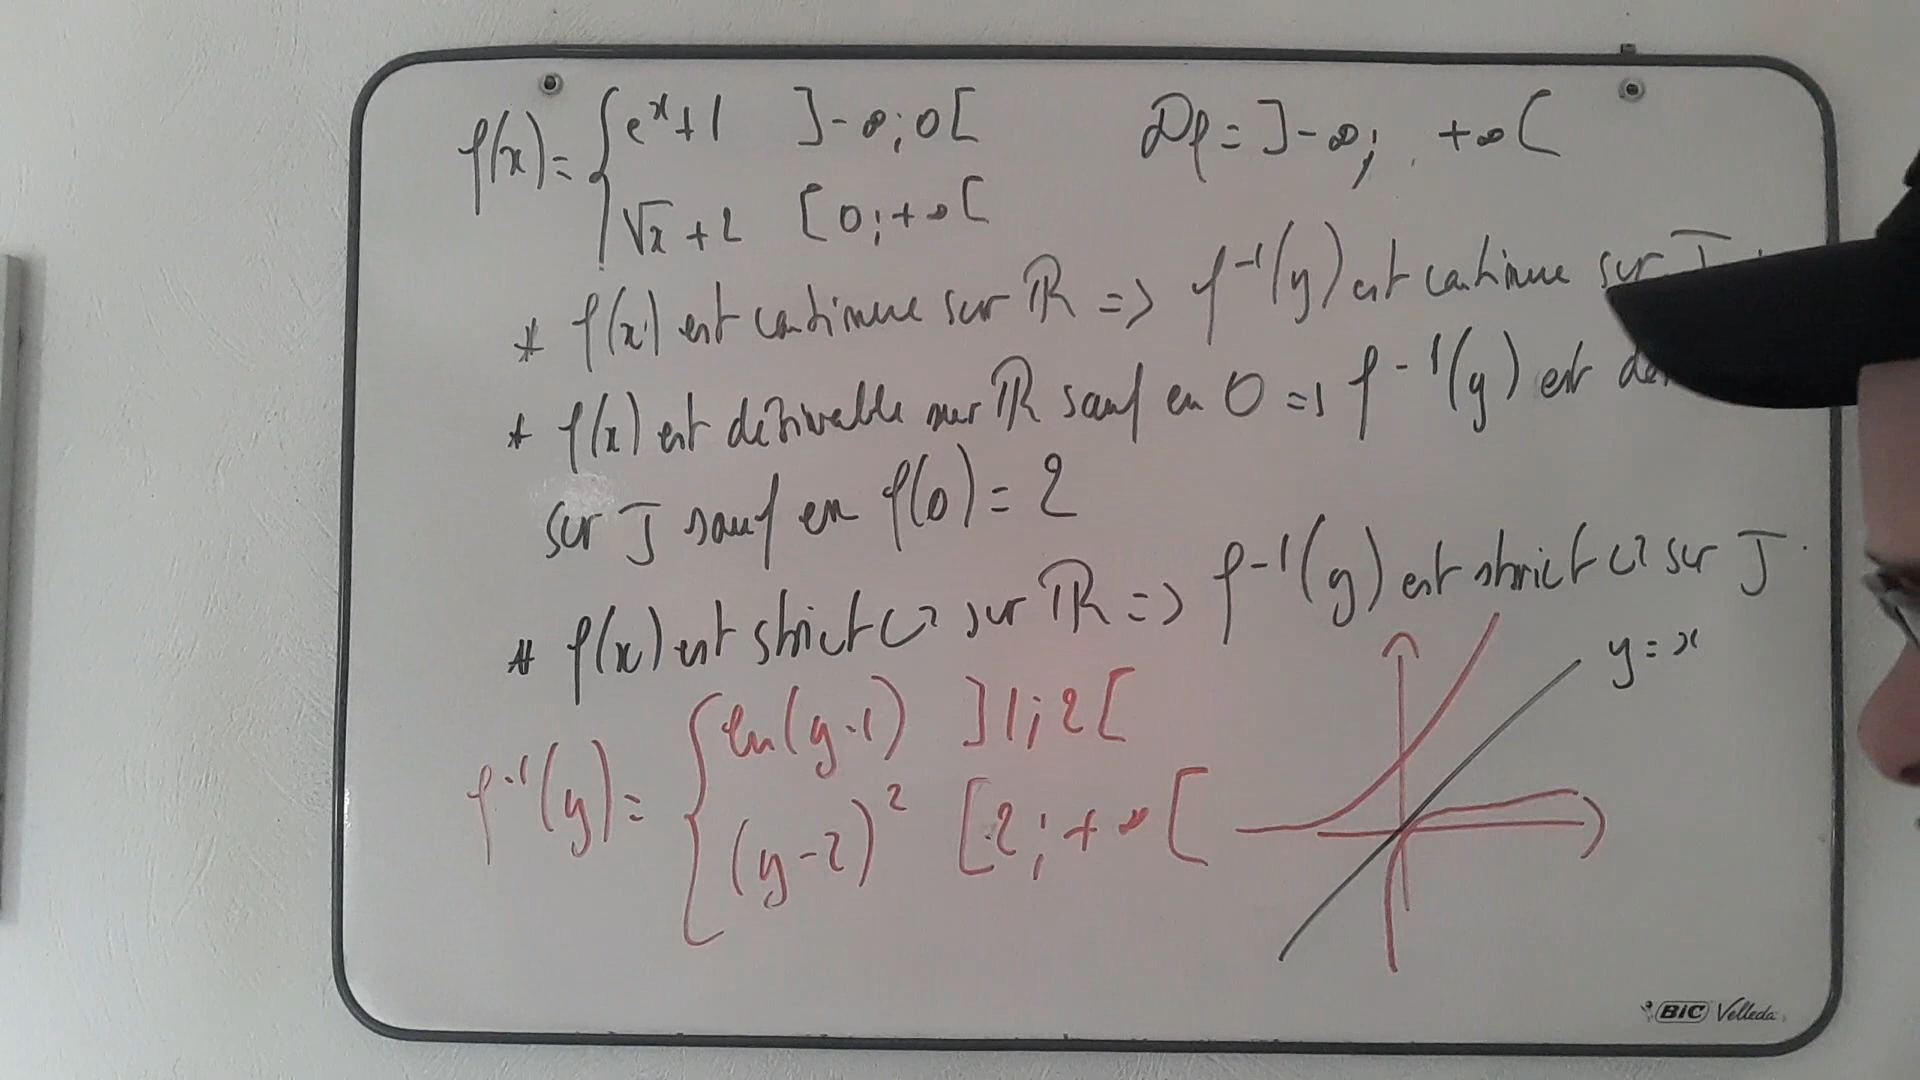 f(x) = { e^x + 1 ]-∞; 0[
√x + 2 [0; +∞[
Df = ]-∞; +∞[
* f(x) est continue sur ℝ => f^-1(y) est continue sur J
* f(x) est dérivable sur ℝ sauf en 0 => f^-1(y) est
sur J sauf en f(0) = 2
* f(x) est strict ↗ sur ℝ => f^-1(y) est strict ↗ sur J
f^-1(y) = { ln(y-1) ]1; 2[
(y-2)^2 [2; +∞[
y = x
BIC Velleda